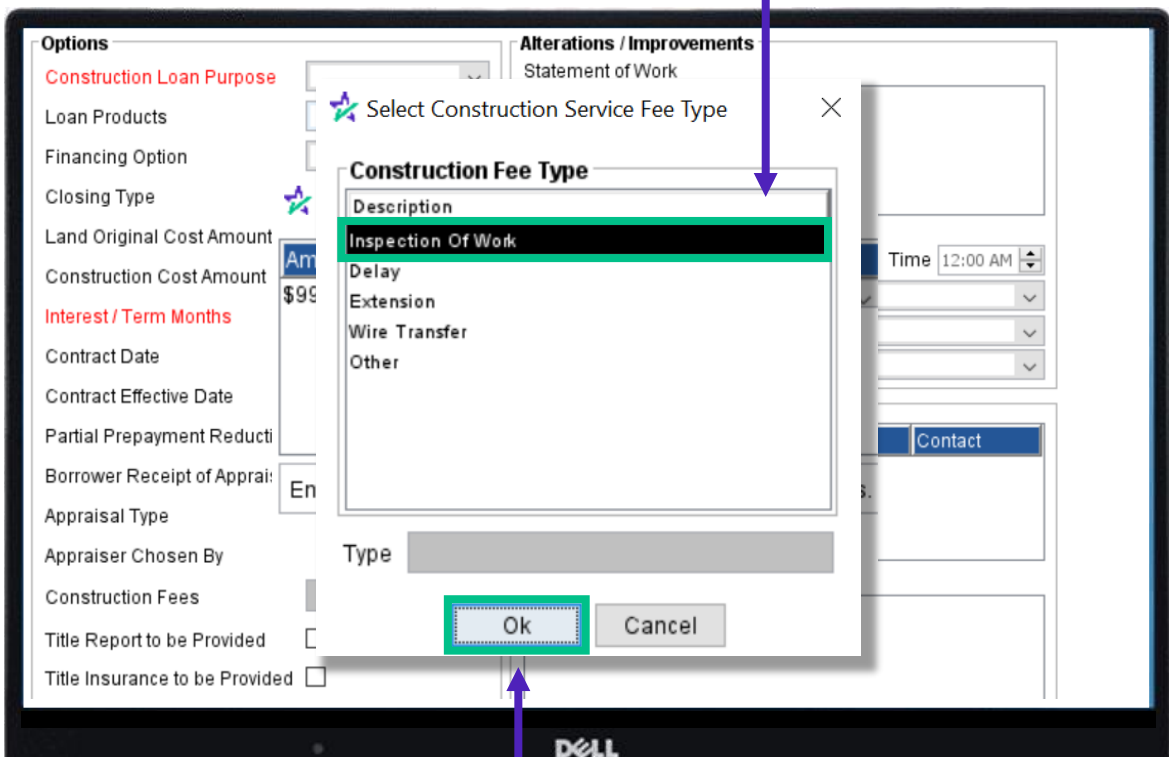 Options
Alterations / Improvements
Construction Loan Purpose
Statement of Work
Loan Products
Select Construction Service Fee Type
Financing Option
Construction Fee Type
Closing Type
Description
Land Original Cost Amount
Inspection Of Work
Am
Time 12:00 AM
Construction Cost Amount
Delay
$99
Extension
Interest / Term Months
Wire Transfer
Contract Date
Other
Contract Effective Date
Partial Prepayment Reducti
Contact
Borrower Receipt of Apprai
En
s.
Appraisal Type
Appraiser Chosen By
Type
Construction Fees
Ok
Cancel
Title Report to be Provided
Title Insurance to be Provided
DELL